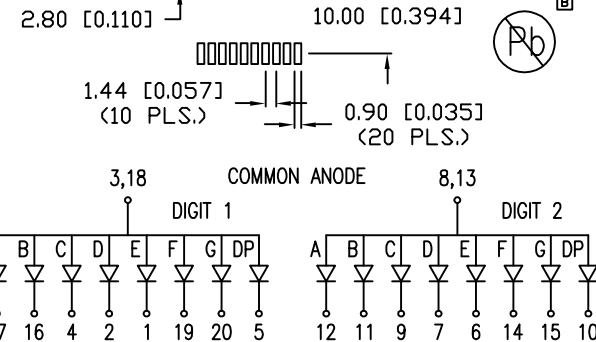 2.80 [0.110]
10.00 [0.394]
B
Pb
1.44 [0.057]
(10 PLS.)
0.90 [0.035]
(20 PLS.)
3,18
COMMON ANODE
8,13
DIGIT 1
DIGIT 2
B C D E F G DP
A B C D E F G DP
7 16 4 2 1 19 20 5
12 11 9 7 6 14 15 10